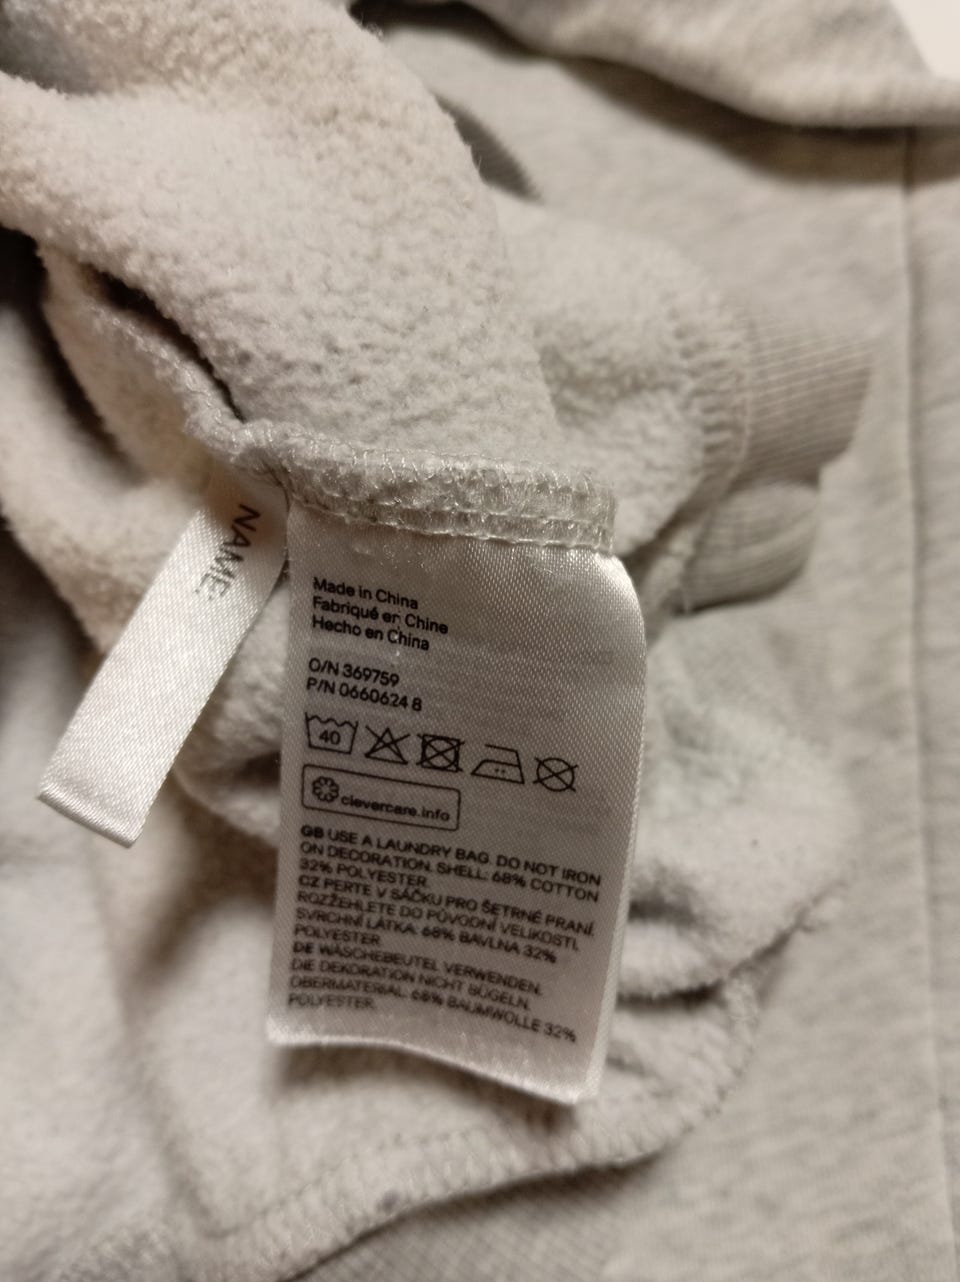 NAME:
Made in China
Fabriqué en Chine
Hecho en China
O/N 369759
P/N 0660624 8
40
clevercare.info
GB USE A LAUNDRY BAG. DO NOT IRON
ON DECORATION. SHELL: 68% COTTON
32% POLYESTER.
CZ PERTE V SÁČKU PRO ŠETRNÉ PRANÍ.
ROZŽEHLETE DO PŮVODNÍ VELIKOSTI.
SVRCHNÍ LÁTKA: 68% BAVLNA 32%
POLYESTER
DE WÄSCHEBEUTEL VERWENDEN.
DIE DEKORATION NICHT BÜGELN.
OBERMATERIAL: 68% BAUMWOLLE 32%
POLYESTER.